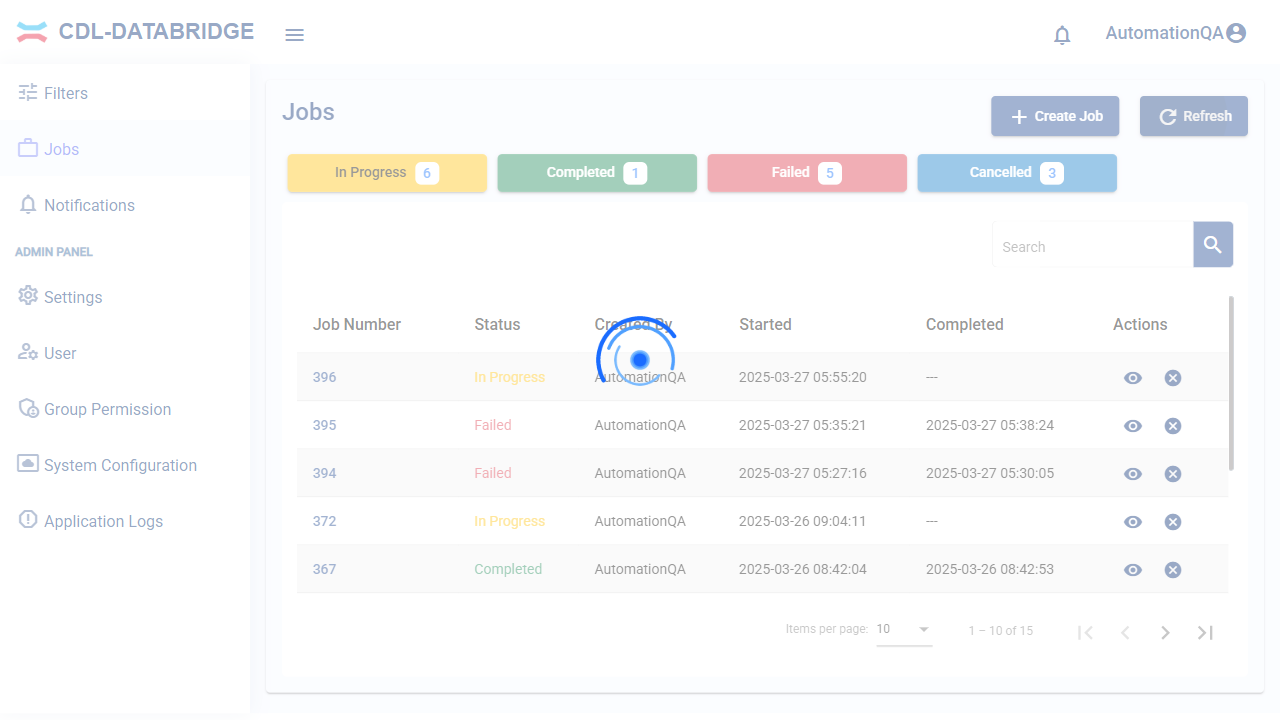 CDL-DATABRIDGE
AutomationQA
Filters
Jobs
Notifications
ADMIN PANEL
Settings
User
Group Permission
System Configuration
Application Logs
Jobs
Create Job
Refresh
In Progress 6
Completed 1
Failed 5
Cancelled 3
Search
Job Number Status Created By Started Completed Actions
396 In Progress AutomationQA 2025-03-27 05:55:20 ---
395 Failed AutomationQA 2025-03-27 05:35:21 2025-03-27 05:38:24
394 Failed AutomationQA 2025-03-27 05:27:16 2025-03-27 05:30:05
372 In Progress AutomationQA 2025-03-26 09:04:11 ---
367 Completed AutomationQA 2025-03-26 08:42:04 2025-03-26 08:42:53
Items per page: 10 1 – 10 of 15